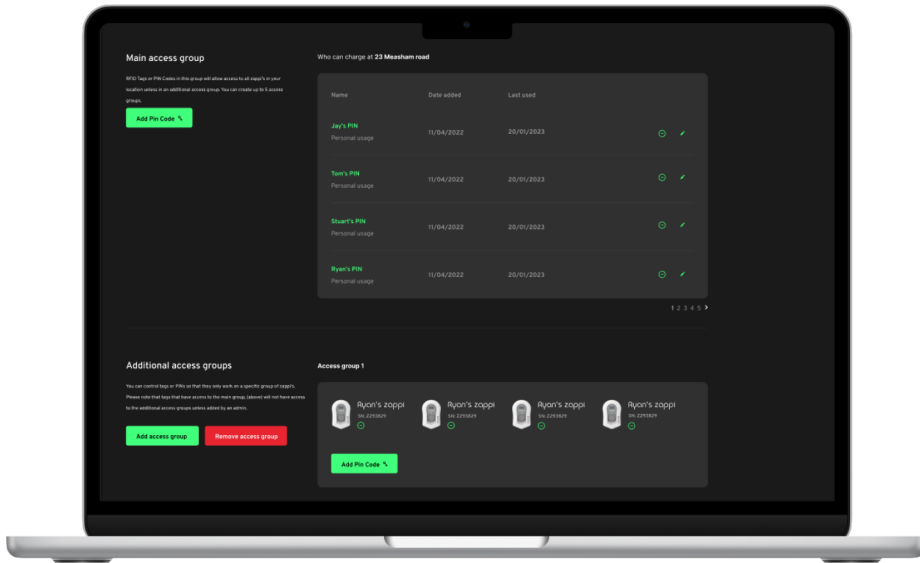 Main access group
RFID Tags or PIN Codes in this group will allow access to all zappi's in your
location unless in an additional access group. You can create up to 5 access
groups.
Add Pin Code
Who can charge at 23 Measham road
Name Date added Last used
Jay's PIN
Personal usage
11/04/2022 20/01/2023
Tom's PIN
Personal usage
11/04/2022 20/01/2023
Stuart's PIN
Personal usage
11/04/2022 20/01/2023
Ryan's PIN
Personal usage
11/04/2022 20/01/2023
1 2 3 4 5
Additional access groups
You can control tags or PINs so that they only work on a specific group of zappi's.
Please note that tags that have access to the main group, (above) will not have access
to the additional access groups unless added by an admin.
Add access group Remove access group
Access group 1
Ryan's zappi Ryan's zappi Ryan's zappi Ryan's zappi
SN: 2293829 SN: 2293829 SN: 2293829 SN: 2293829
Add Pin Code